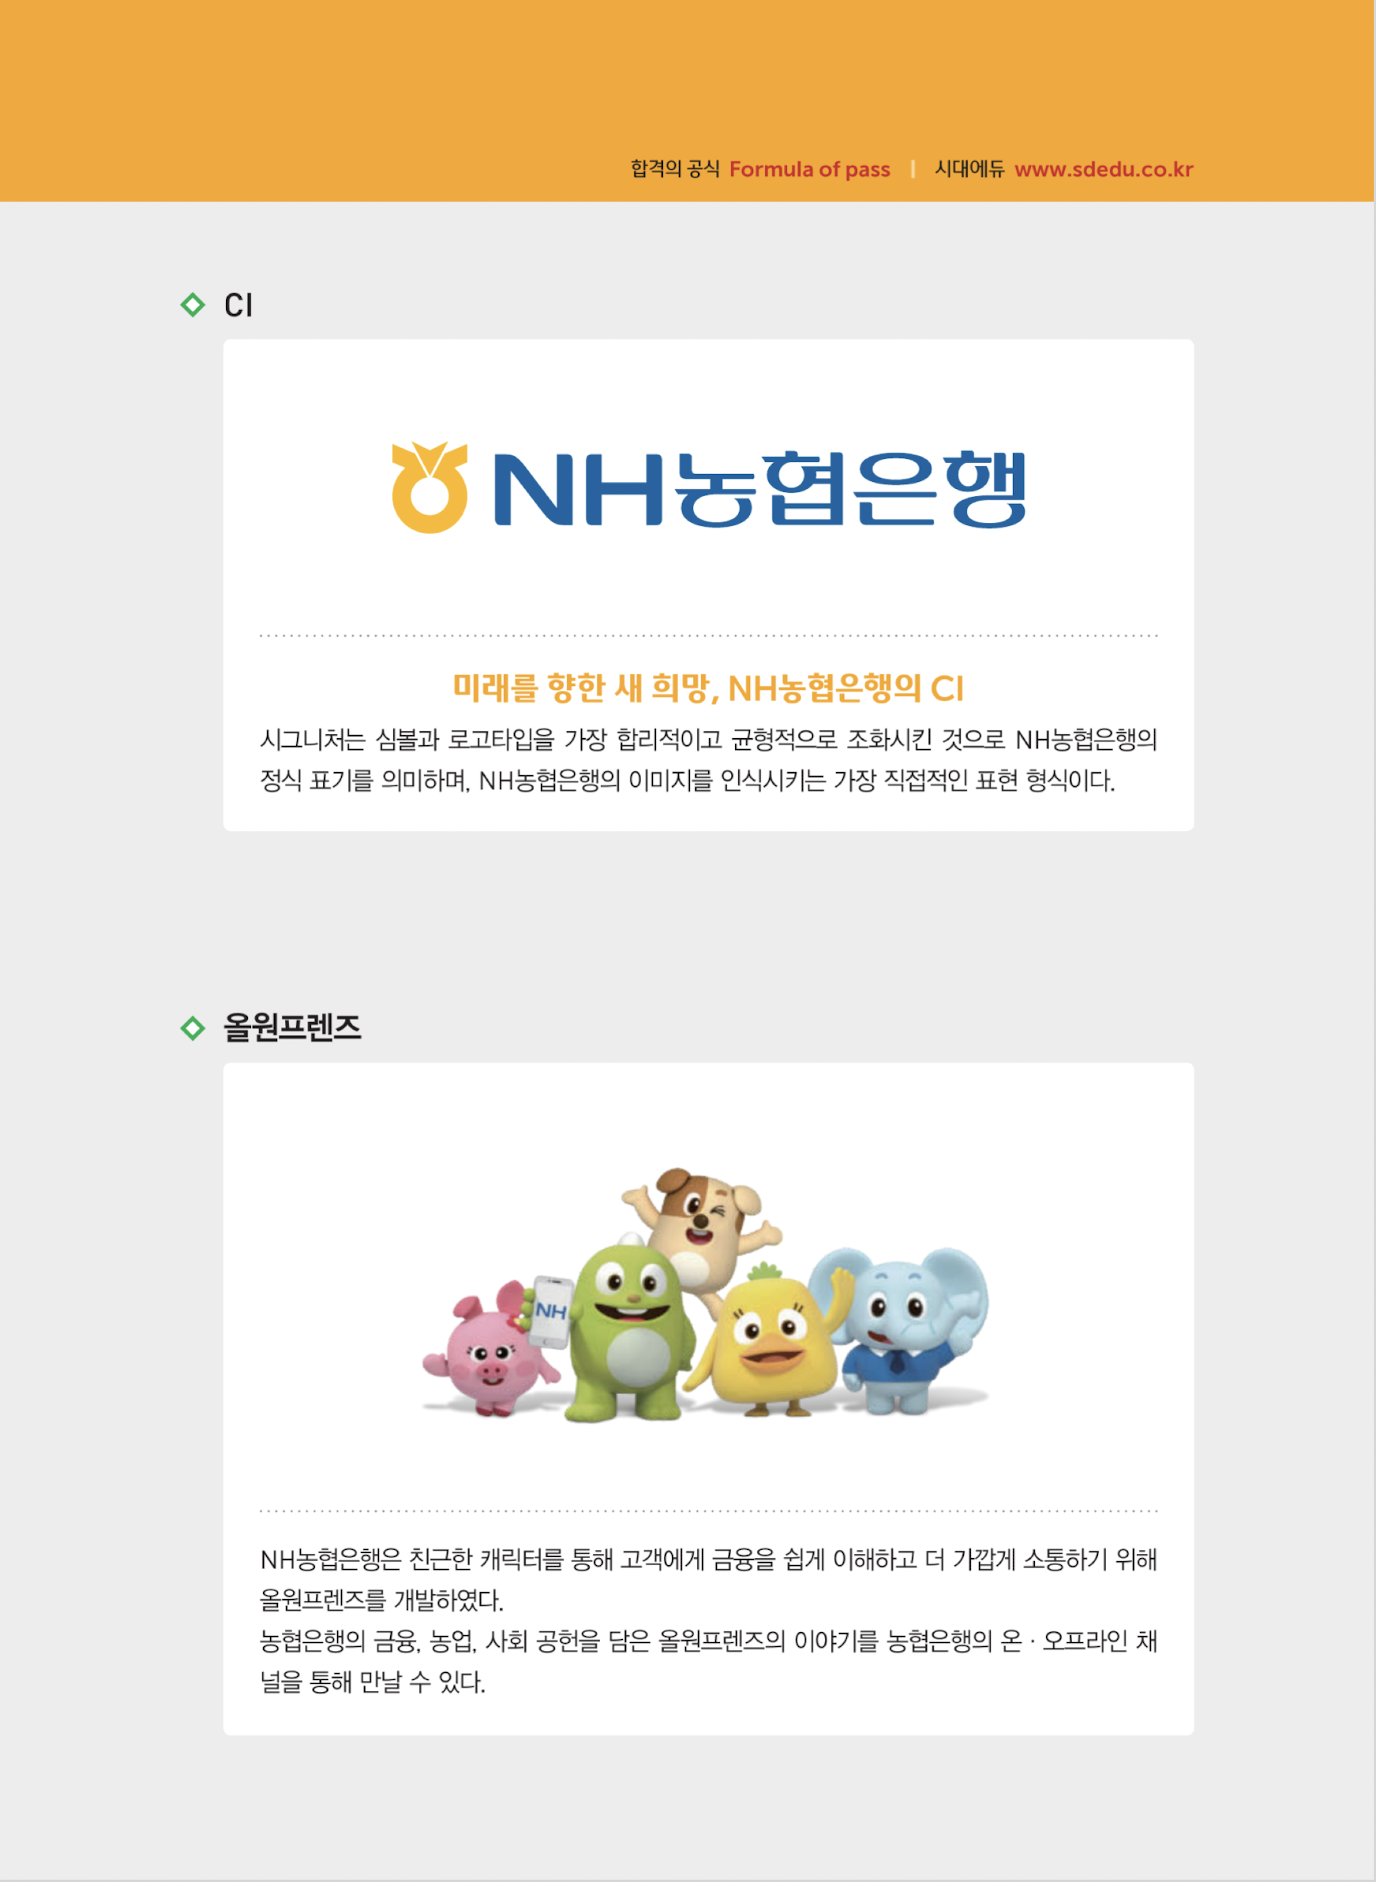 합격의 공식 Formula of pass | 시대에듀 www.sdedu.co.kr
CI
NH농협은행
미래를 향한 새 희망, NH농협은행의 CI
시그니처는 심볼과 로고타입을 가장 합리적이고 균형적으로 조화시킨 것으로 NH농협은행의
정식 표기를 의미하며, NH농협은행의 이미지를 인식시키는 가장 직접적인 표현 형식이다.
올원프렌즈
NH
NH농협은행은 친근한 캐릭터를 통해 고객에게 금융을 쉽게 이해하고 더 가깝게 소통하기 위해
올원프렌즈를 개발하였다.
농협은행의 금융, 농업, 사회 공헌을 담은 올원프렌즈의 이야기를 농협은행의 온 · 오프라인 채
널을 통해 만날 수 있다.